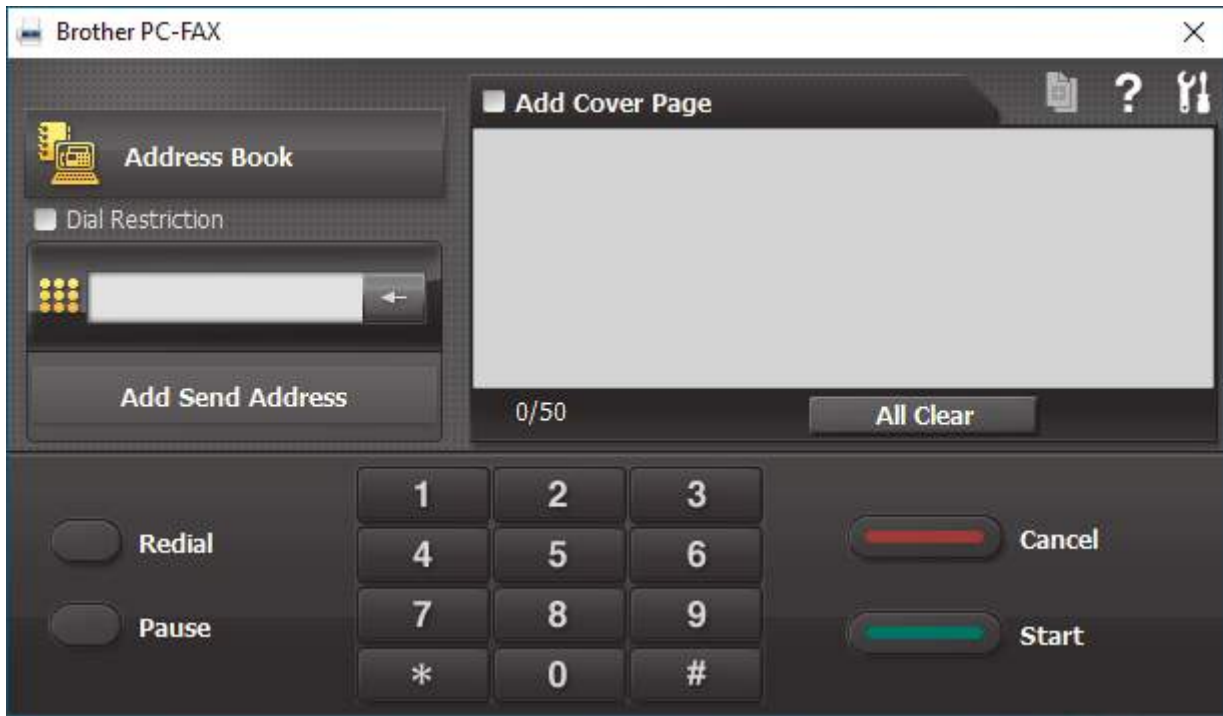 Brother PC-FAX
Address Book
Dial Restriction
Add Send Address
Add Cover Page
?
0/50
All Clear
Redial
Pause
1 2 3
4 5 6
7 8 9
* 0 #
Cancel
Start